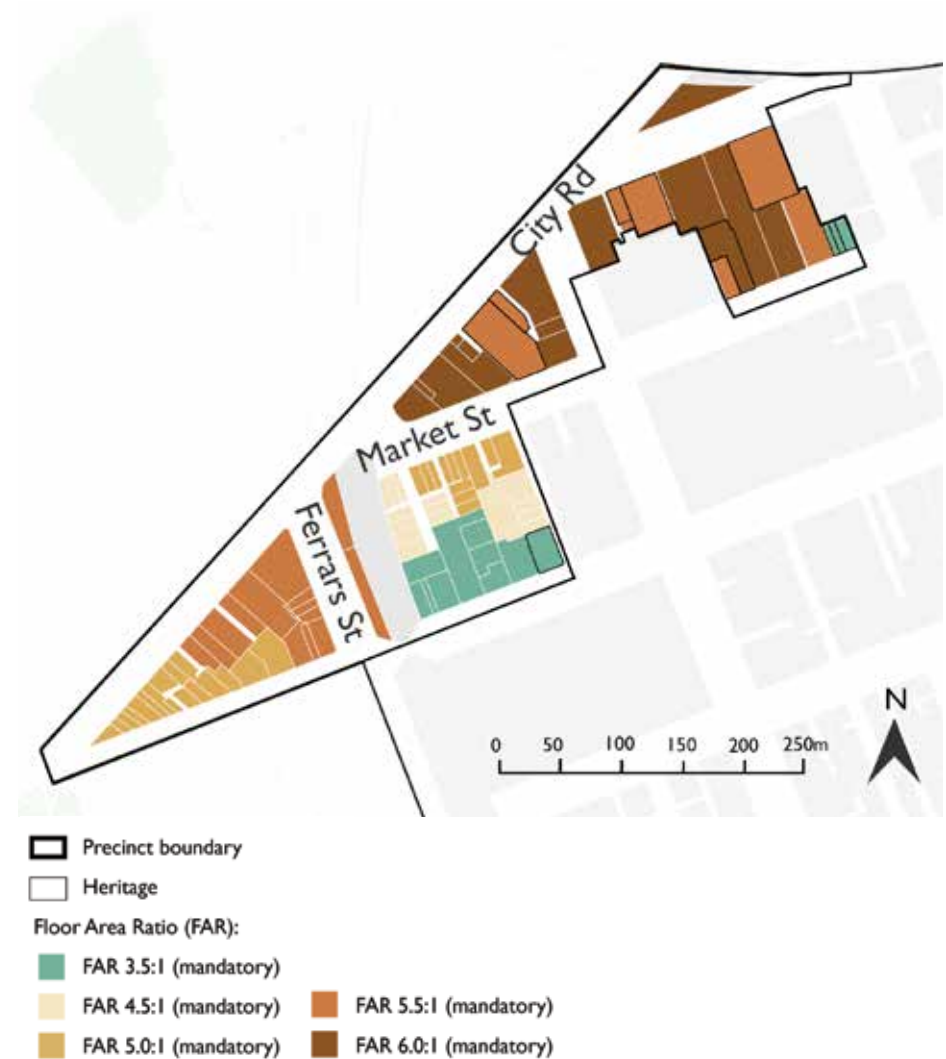 City Rd
Market St
Ferrars St
N
0 50 100 150 200 250m
Precinct boundary
Heritage
Floor Area Ratio (FAR):
FAR 3.5:1 (mandatory)
FAR 4.5:1 (mandatory)
FAR 5.5:1 (mandatory)
FAR 5.0:1 (mandatory)
FAR 6.0:1 (mandatory)